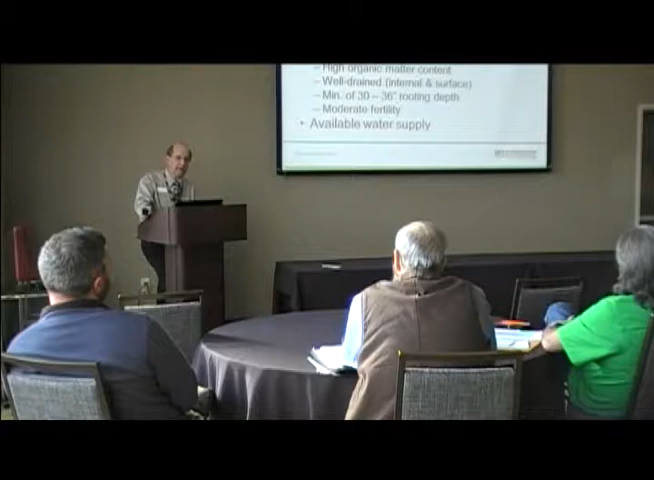 – High organic matter content
– Well-drained (internal & surface)
– Min. of 30 – 36" rooting depth
– Moderate fertility
• Available water supply